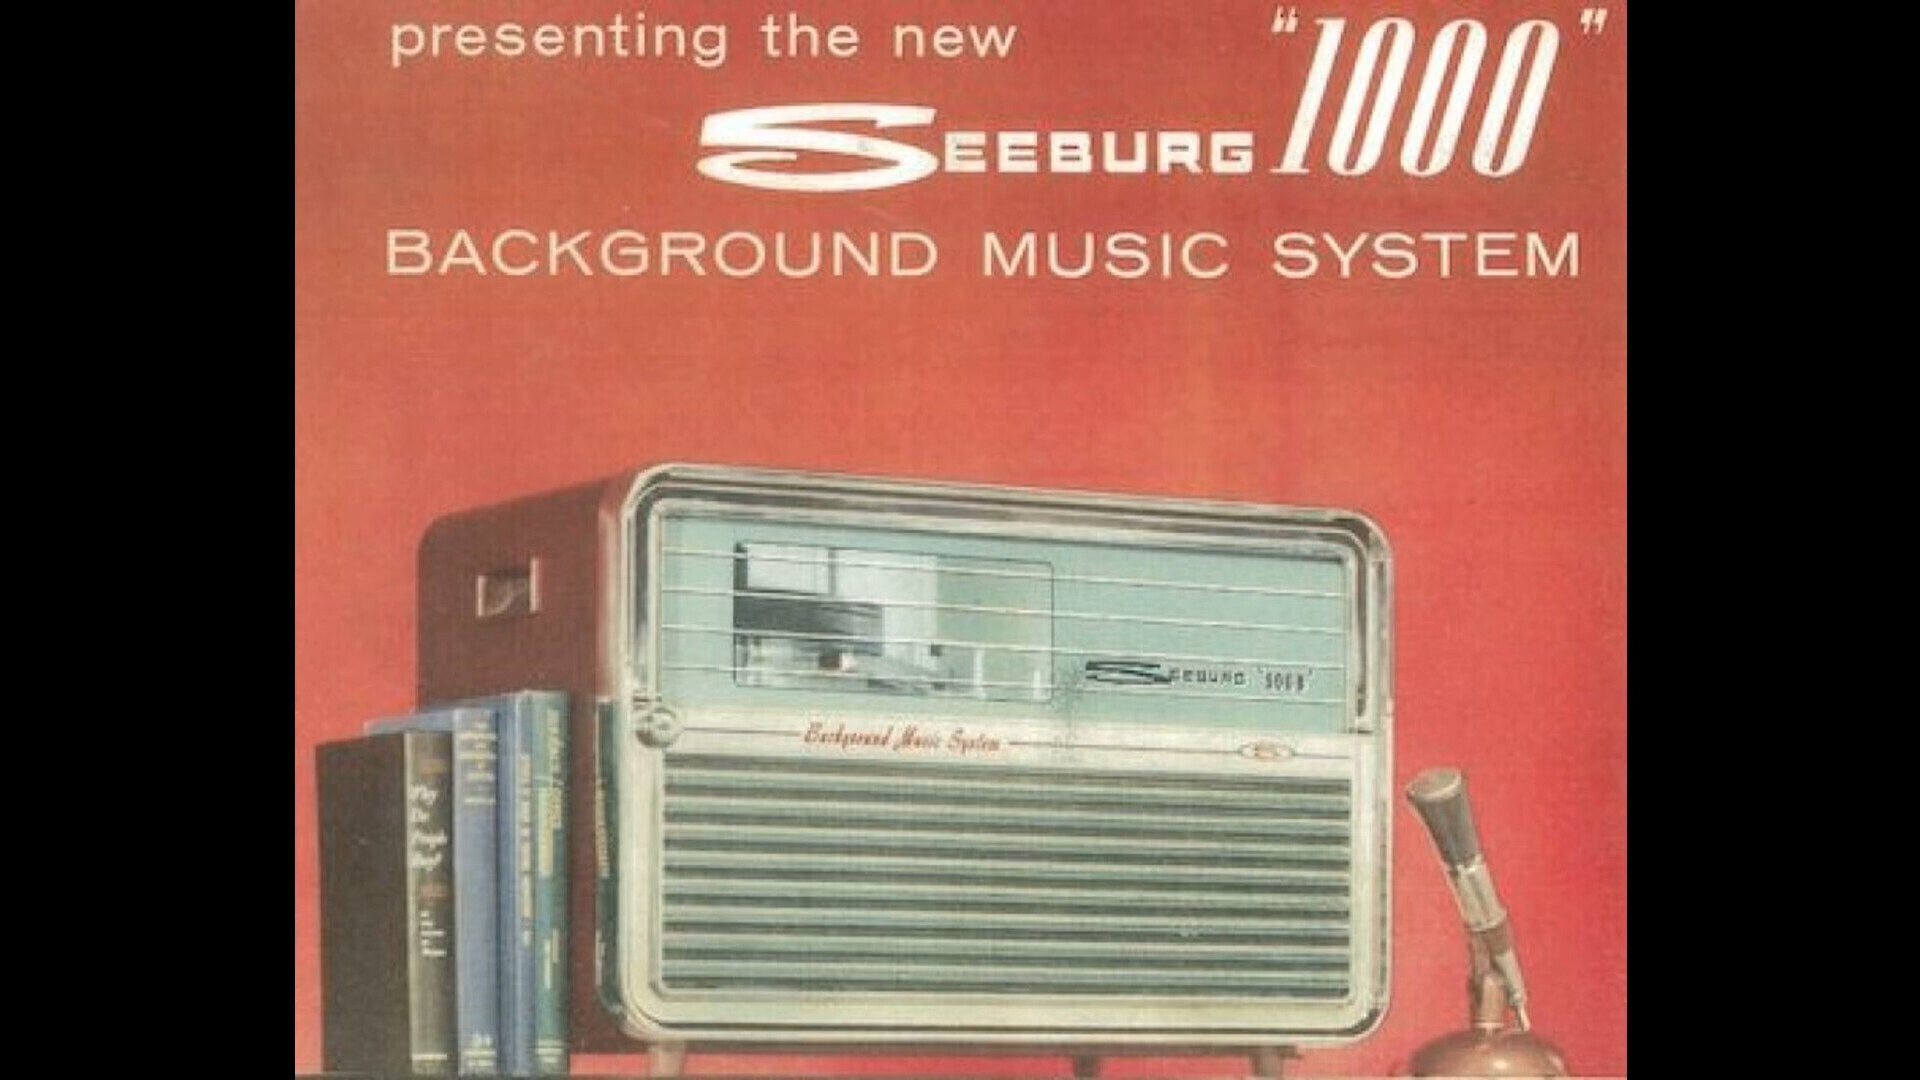 presenting the new
SEEBURG "1000"
BACKGROUND MUSIC SYSTEM
SEEBURG
Background Music System